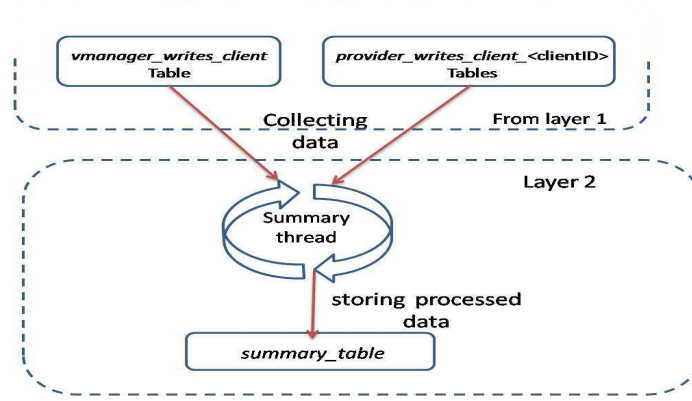 vmanager_writes_client
Table
provider_writes_client_<clientID>
Tables
Collecting
data
From layer 1
Layer 2
Summary
thread
storing processed
data
summary_table